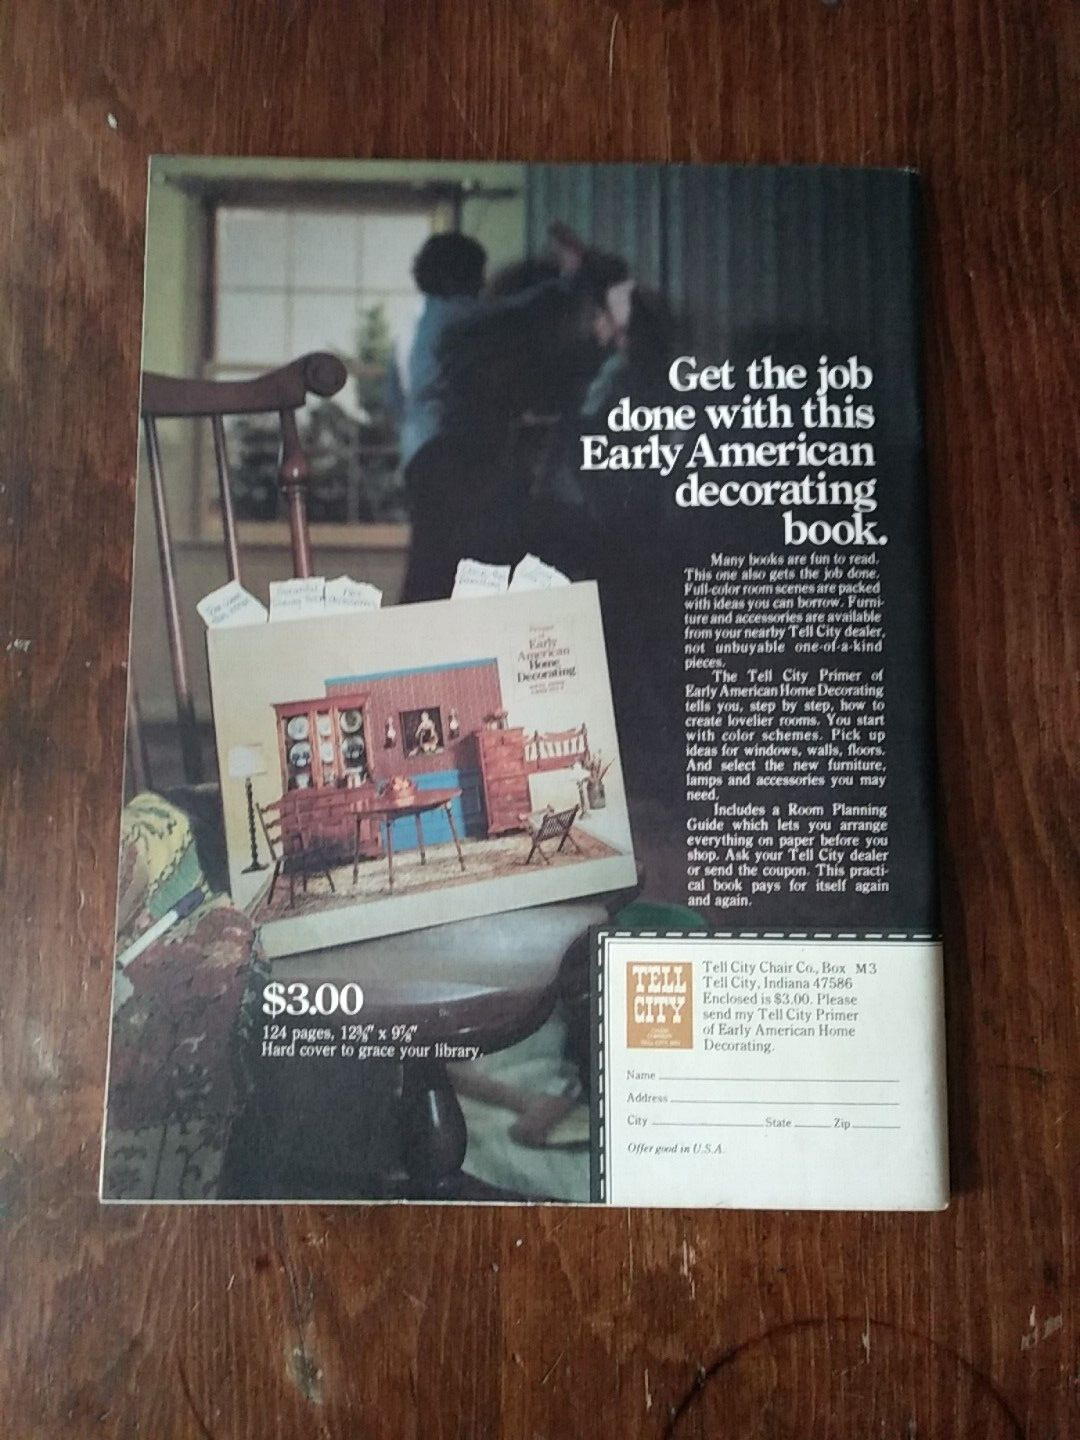 Get the job
done with this
Early American
decorating
book.
Many books are fun to read.
This one also gets the job done.
Full-color room scenes are packed
with ideas you can borrow. Furni-
ture and accessories are available
from your nearby Tell City dealer,
not unbuyable one-of-a-kind
pieces.
The Tell City Primer of
Early American Home Decorating
tells you, step by step, how to
create lovelier rooms. You start
with color schemes. Pick up
ideas for windows, walls, floors.
And select the new furniture,
lamps and accessories you may
need.
Includes a Room Planning
Guide which lets you arrange
everything on paper before you
shop. Ask your Tell City dealer
or send the coupon. This practi-
cal book pays for itself again
and again.
Early
American
Home
Decorating
$3.00
124 pages, 12⅜" x 9⅞"
Hard cover to grace your library.
TELL
CITY
Tell City Chair Co., Box M3
Tell City, Indiana 47586
Enclosed is $3.00. Please
send my Tell City Primer
of Early American Home
Decorating.
Name
Address
City State Zip
Offer good in U.S.A.